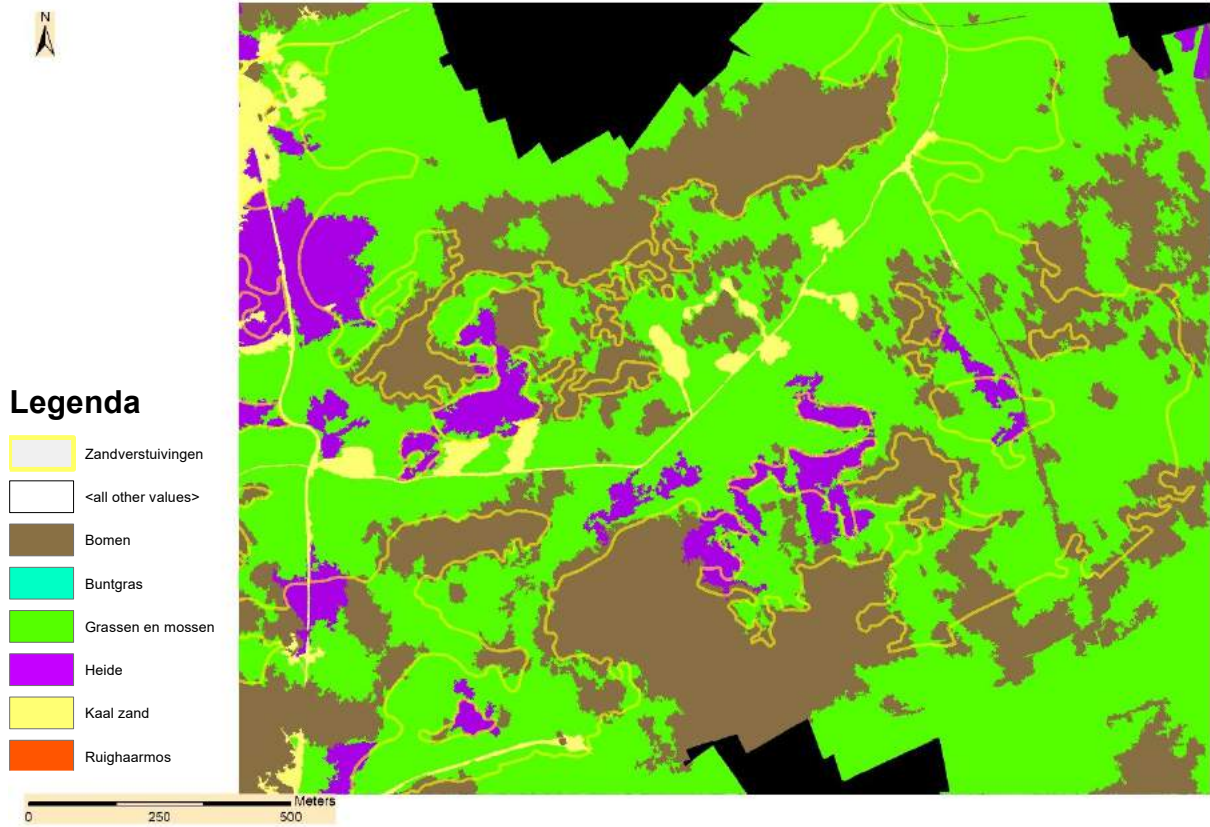 N
Legenda
Zandverstuivingen
<all other values>
Bomen
Buntgras
Grassen en mossen
Heide
Kaal zand
Ruighaarmos
Meters
0 250 500